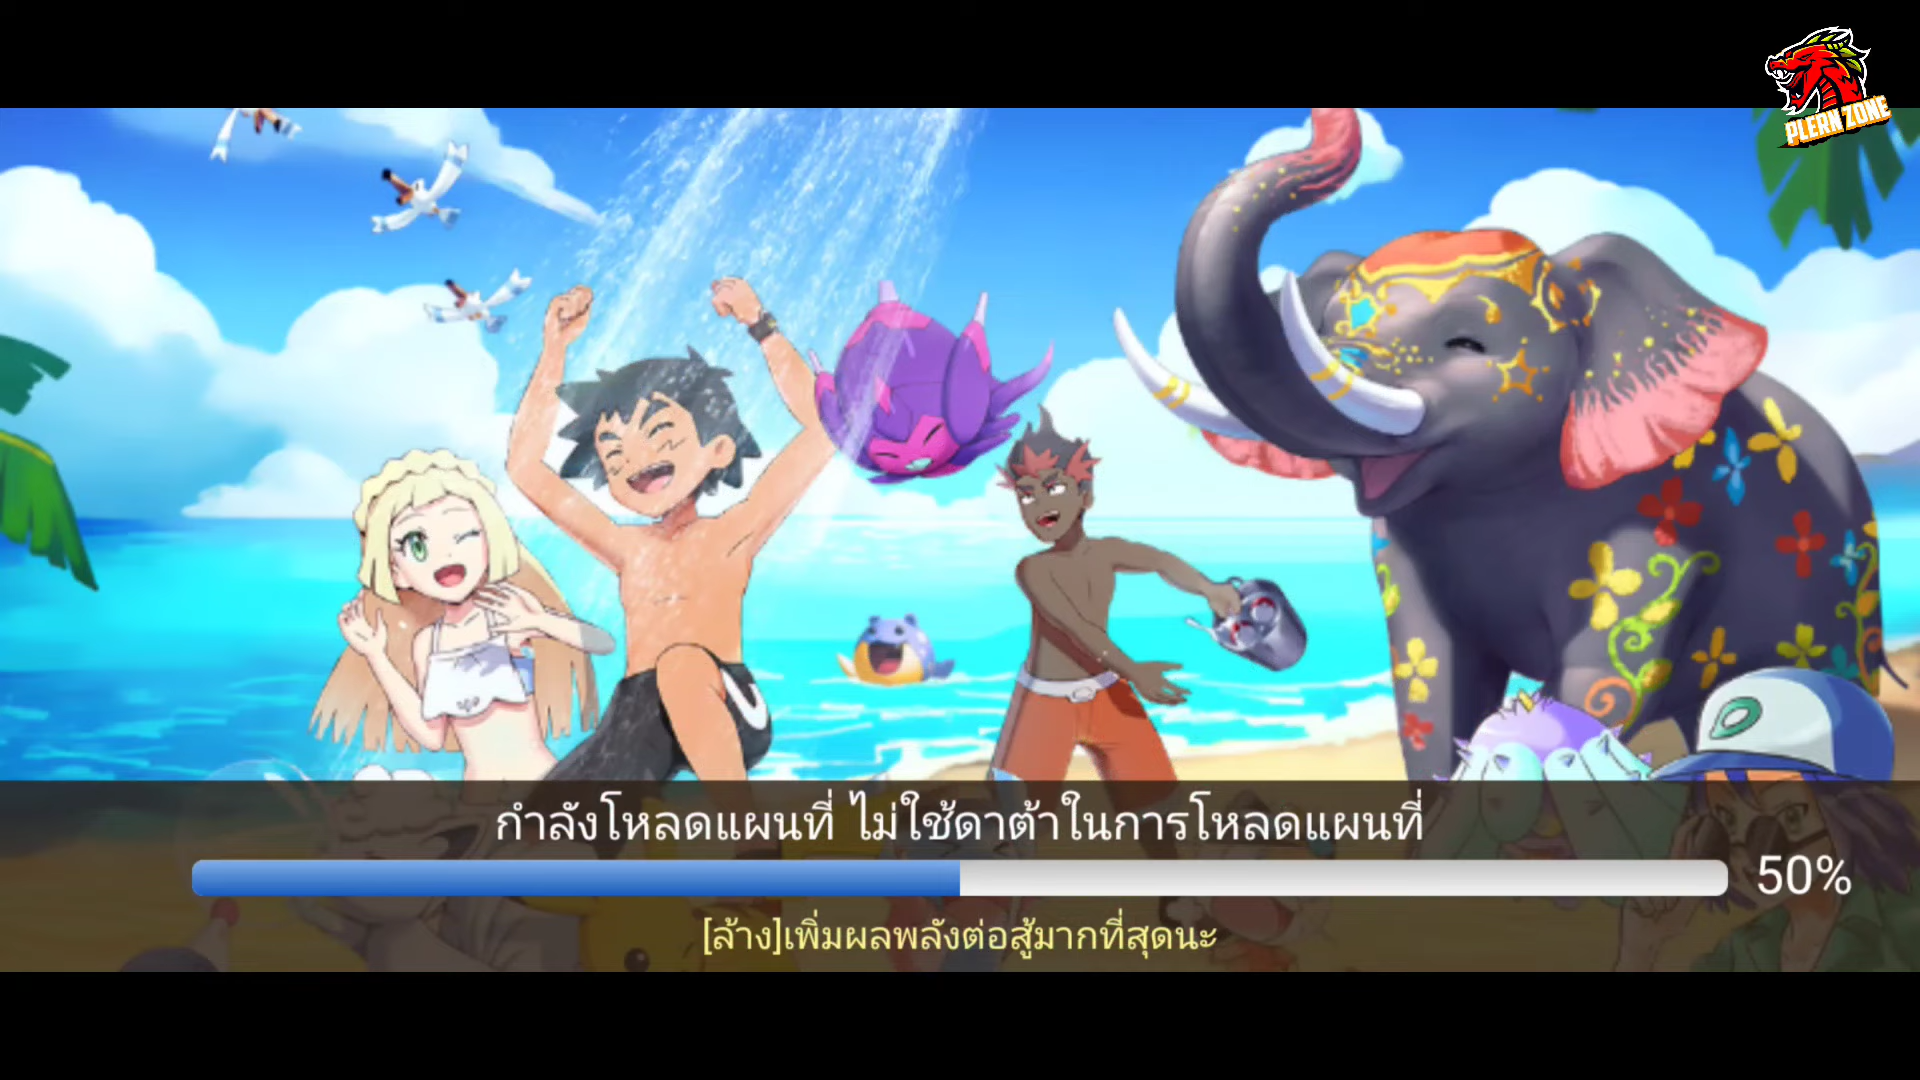 PLERN ZONE
กำลังโหลดแผนที่ ไม่ใช้ดาต้าในการโหลดแผนที่
50%
[ล้าง]เพิ่มผลพลังต่อสู้มากที่สุดนะ